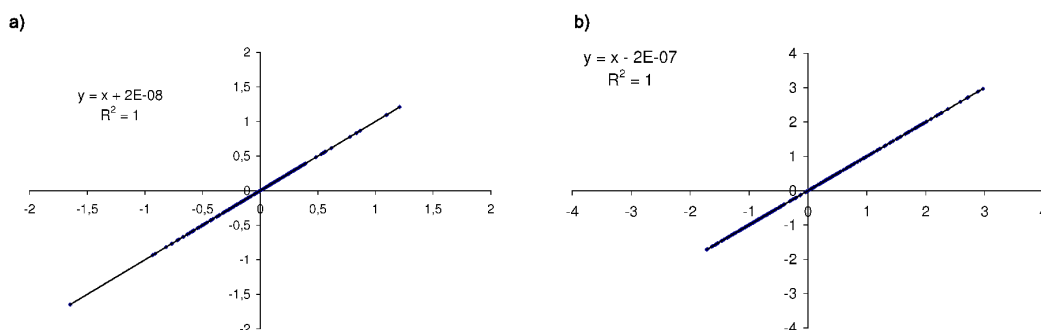 a)
y = x + 2E-08
R² = 1
2
1,5
1
0,5
0
-2 -1,5 -1 -0,5 0 0,5 1 1,5 2
-0,5
-1
-1,5
-2
b)
y = x - 2E-07
R² = 1
4
3
2
1
0
-4 -3 -2 -1 0 1 2 3 4
-1
-2
-3
-4